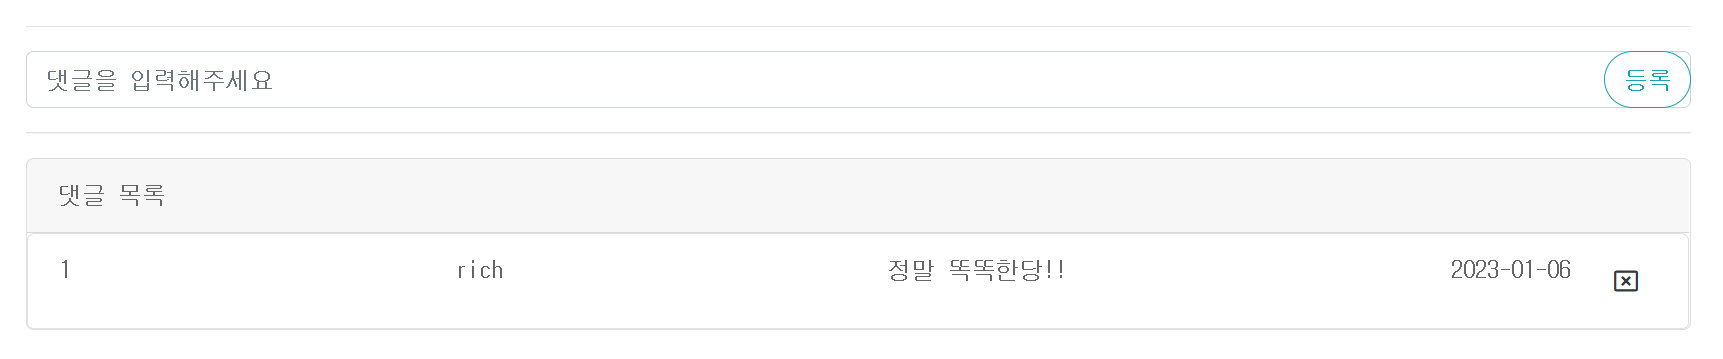 댓글을 입력해주세요 등록
댓글 목록
1 rich 정말 똑똑한당!! 2023-01-06